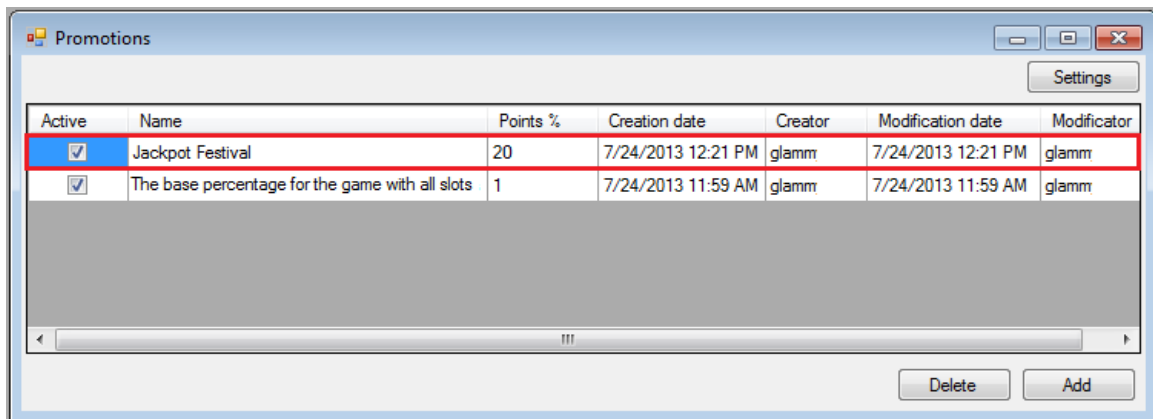 Promotions
Settings
Active Name Points % Creation date Creator Modification date Modificator
Jackpot Festival 20 7/24/2013 12:21 PM glamm 7/24/2013 12:21 PM glamm
The base percentage for the game with all slots 1 7/24/2013 11:59 AM glamm 7/24/2013 11:59 AM glamm
Delete Add